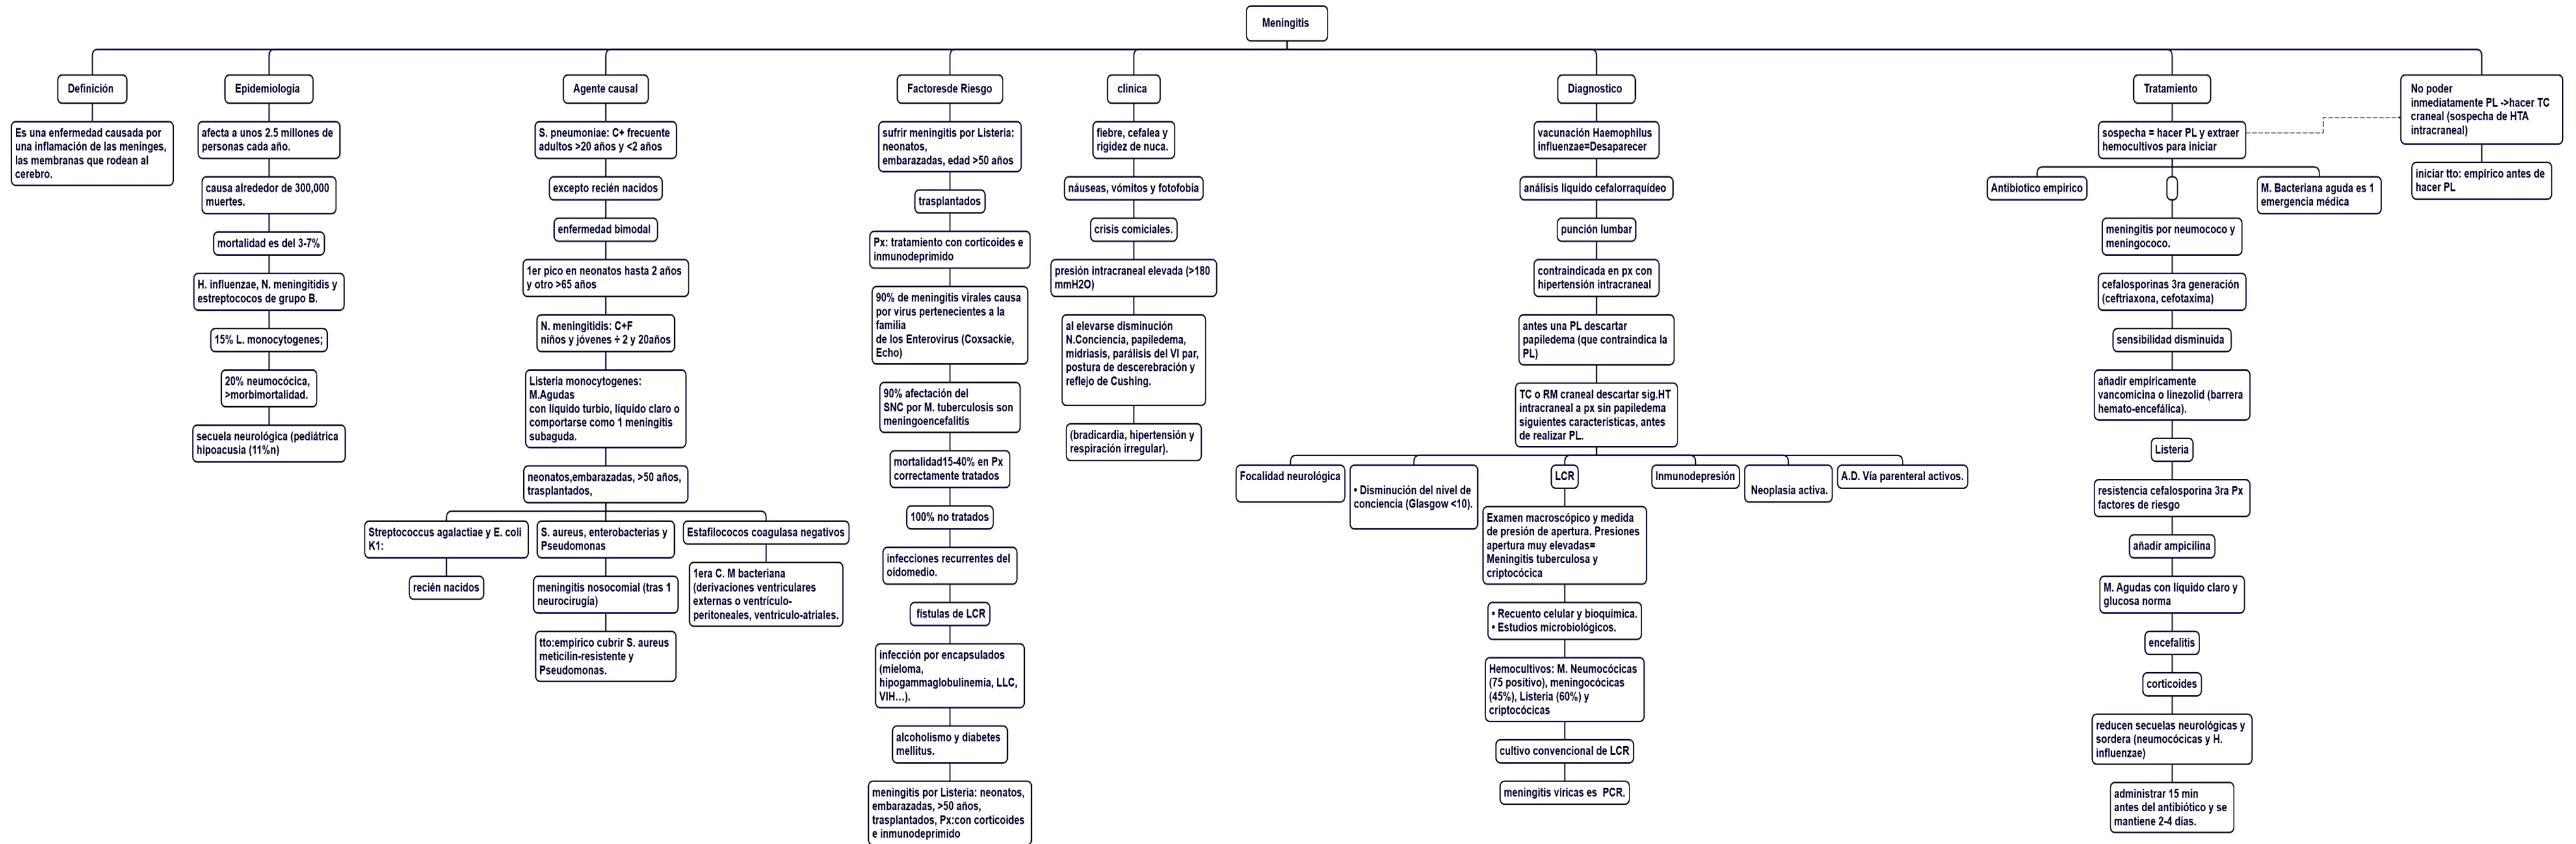 Meningitis
Definición
Es una enfermedad causada por
una inflamación de las meninges,
las membranas que rodean al
cerebro.
Epidemiología
afecta a unos 2.5 millones de
personas cada año.
causa alrededor de 300,000
muertes.
mortalidad es del 3-7%
H. influenzae, N. meningitidis y
estreptococos de grupo B.
15% L. monocytogenes;
20% neumocócica,
>morbimortalidad.
secuela neurológica (pediátrica
hipoacusia (11%n)
Agente causal
S. pneumoniae: C+ frecuente
adultos >20 años y <2 años
excepto recién nacidos
enfermedad bimodal
1er pico en neonatos hasta 2 años
y otro >65 años
N. meningitidis: C+F
niños y jóvenes ÷ 2 y 20años
Listeria monocytogenes:
M.Agudas
con líquido turbio, líquido claro o
comportarse como 1 meningitis
subaguda.
neonatos,embarazadas, >50 años,
trasplantados,
Streptococcus agalactiae y E. coli
K1:
recién nacidos
S. aureus, enterobacterias y
Pseudomonas
meningitis nosocomial (tras 1
neurocirugía)
tto:empírico cubrir S. aureus
meticilin-resistente y
Pseudomonas.
Estafilococos coagulasa negativos
1era C. M bacteriana
(derivaciones ventriculares
externas o ventrículo-
peritoneales, ventrículo-atriales.
Factoresde Riesgo
sufrir meningitis por Listeria:
neonatos,
embarazadas, edad >50 años
trasplantados
Px: tratamiento con corticoides e
inmunodeprimido
90% de meningitis virales causa
por virus pertenecientes a la
familia
de los Enterovirus (Coxsackie,
Echo)
90% afectación del
SNC por M. tuberculosis son
meningoencefalitis
mortalidad15-40% en Px
correctamente tratados
100% no tratados
infecciones recurrentes del
oidomedio.
fístulas de LCR
infección por encapsulados
(mieloma,
hipogammaglobulinemia, LLC,
VIH...).
alcoholismo y diabetes
mellitus.
meningitis por Listeria: neonatos,
embarazadas, >50 años,
trasplantados, Px:con corticoides
e inmunodeprimido
clinica
fiebre, cefalea y
rigidez de nuca.
náuseas, vómitos y fotofobia
crisis comiciales.
presión intracraneal elevada (>180
mmH2O)
al elevarse disminución
N.Conciencia, papiledema,
midriasis, parálisis del VI par,
postura de descerebración y
reflejo de Cushing.
(bradicardia, hipertensión y
respiración irregular).
Diagnostico
vacunación Haemophilus
influenzae=Desaparecer
análisis líquido cefalorraquídeo
punción lumbar
contraindicada en px con
hipertensión intracraneal
antes una PL descartar
papiledema (que contraindica la
PL)
TC o RM craneal descartar sig.HT
intracraneal a px sin papiledema
siguientes características, antes
de realizar PL.
Focalidad neurológica
• Disminución del nivel de
conciencia (Glasgow <10).
LCR
Examen macroscópico y medida
de presión de apertura. Presiones
apertura muy elevadas=
Meningitis tuberculosa y
criptocócica
• Recuento celular y bioquímica.
• Estudios microbiológicos.
Hemocultivos: M. Neumocócicas
(75 positivo), meningocócicas
(45%), Listeria (60%) y
criptocócicas
cultivo convencional de LCR
meningitis víricas es PCR.
Inmunodepresión
Neoplasia activa.
A.D. Vía parenteral activos.
Tratamiento
sospecha = hacer PL y extraer
hemocultivos para iniciar
Antibiotico empirico
M. Bacteriana aguda es 1
emergencia médica
meningitis por neumococo y
meningococo.
cefalosporinas 3ra generación
(ceftriaxona, cefotaxima)
sensibilidad disminuida
añadir empíricamente
vancomicina o linezolid (barrera
hemato-encefálica).
Listeria
resistencia cefalosporina 3ra Px
factores de riesgo
añadir ampicilina
M. Agudas con líquido claro y
glucosa norma
encefalitis
corticoides
reducen secuelas neurológicas y
sordera (neumocócicas y H.
influenzae)
administrar 15 min
antes del antibiótico y se
mantiene 2-4 días.
No poder
inmediatamente PL ->hacer TC
craneal (sospecha de HTA
intracraneal)
iniciar tto: empírico antes de
hacer PL